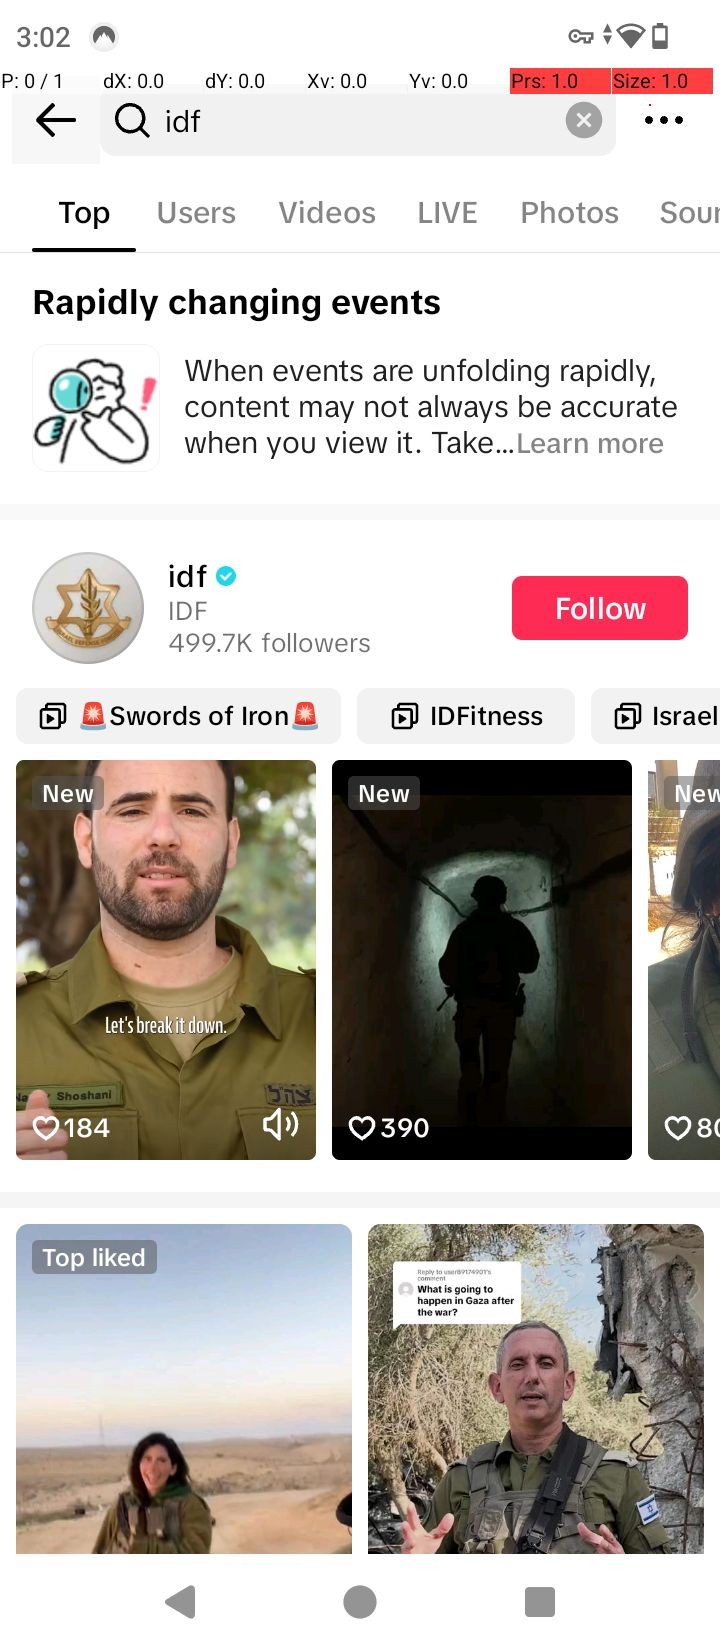 3:02
P: 0 / 1 dX: 0.0 dY: 0.0 Xv: 0.0 Yv: 0.0 Prs: 1.0 Size: 1.0
idf
Top Users Videos LIVE Photos Soun
Rapidly changing events
When events are unfolding rapidly,
content may not always be accurate
when you view it. Take...Learn more
idf
IDF
499.7K followers
Follow
🚨Swords of Iron🚨 IDFitness Israel
New
Let's break it down.
Shoshani
צה"ל
184
New
390
New
80
Top liked
Reply to user89174901's
comment
What is going to
happen in Gaza after
the war?